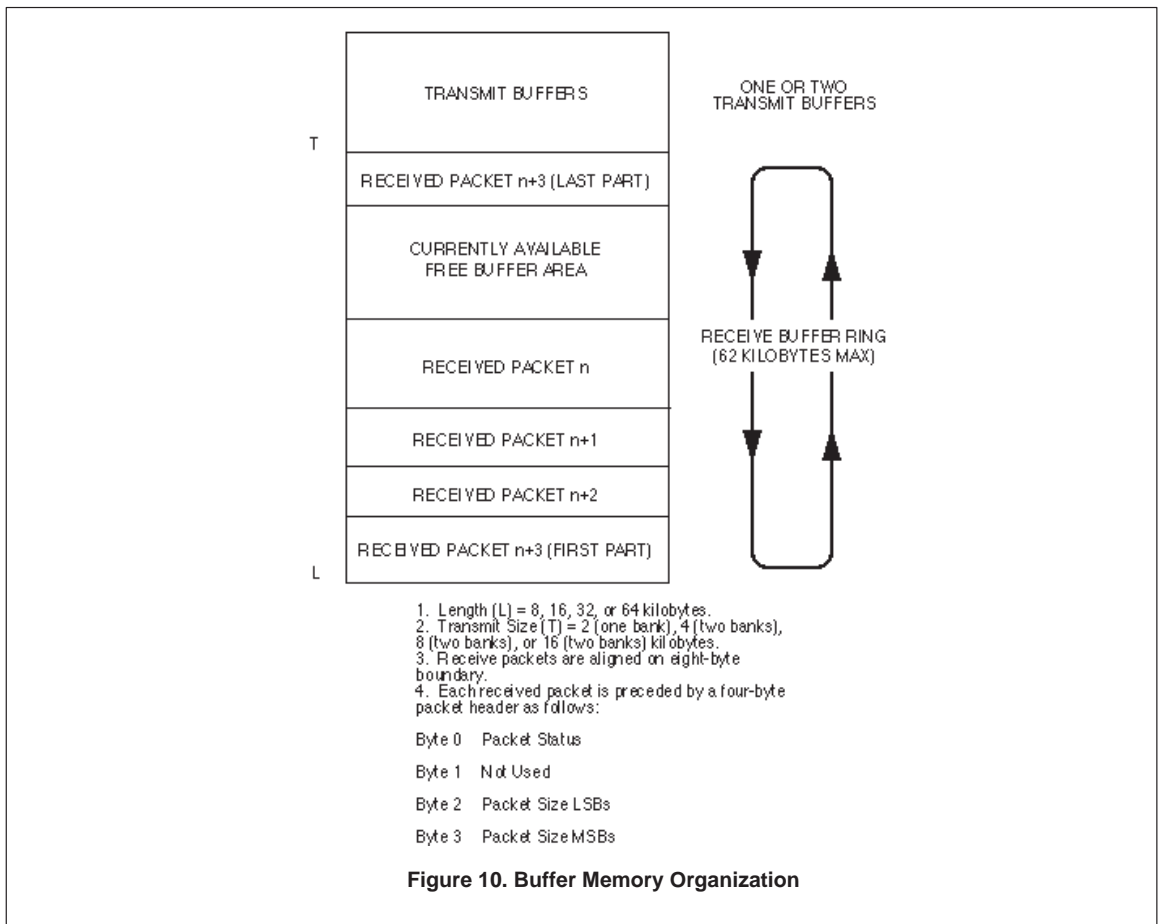 TRANSMIT BUFFERS
ONE OR TWO
TRANSMIT BUFFERS
T
RECEIVED PACKET n+3 (LAST PART)
CURRENTLY AVAILABLE
FREE BUFFER AREA
RECEIVE BUFFER RING
(62 KILOBYTES MAX)
RECEIVED PACKET n
RECEIVED PACKET n+1
RECEIVED PACKET n+2
RECEIVED PACKET n+3 (FIRST PART)
L
1. Length (L) = 8, 16, 32, or 64 kilobytes.
2. Transmit Size (T) = 2 (one bank), 4 (two banks),
8 (two banks), or 16 (two banks) kilobytes.
3. Receive packets are aligned on eight-byte
boundary.
4. Each received packet is preceded by a four-byte
packet header as follows:
Byte 0 Packet Status
Byte 1 Not Used
Byte 2 Packet Size LSBs
Byte 3 Packet Size MSBs
Figure 10. Buffer Memory Organization